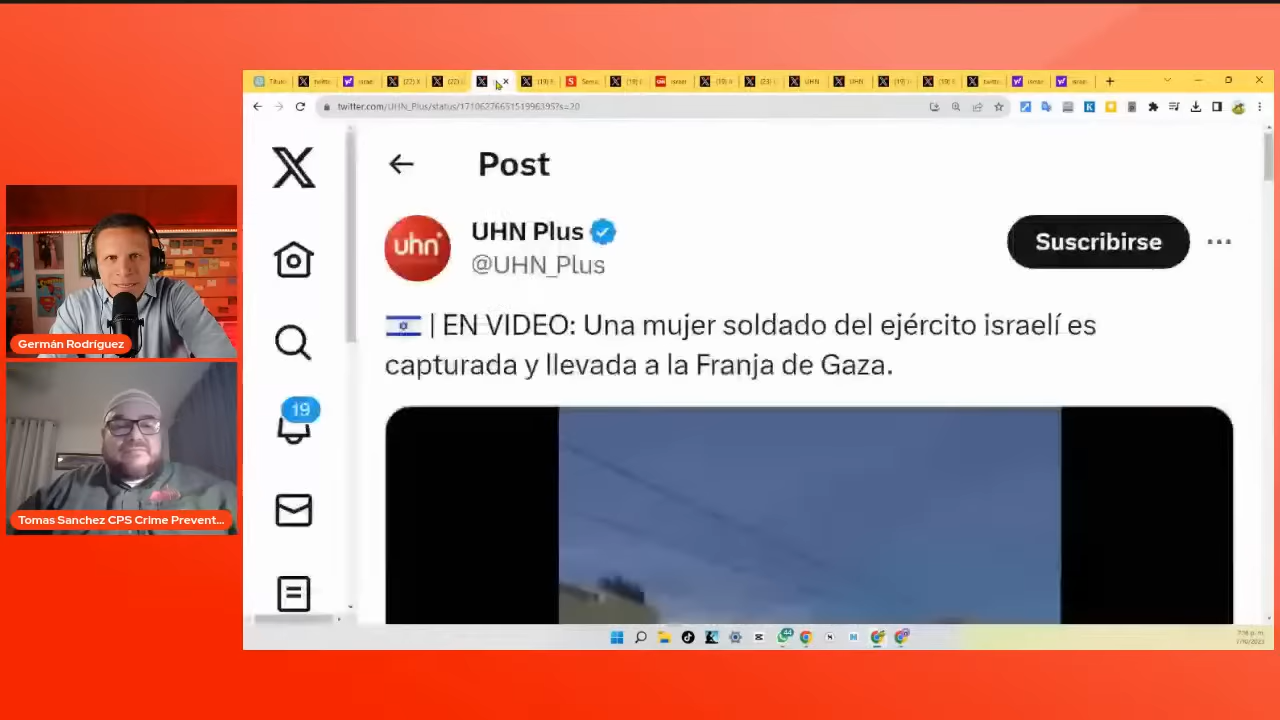 twitter.com/UHN_Plus/status/1710627665151996395?s=20
Post
uhn
UHN Plus
@UHN_Plus
Suscribirse
| EN VIDEO: Una mujer soldado del ejército israelí es
capturada y llevada a la Franja de Gaza.
19
Germán Rodríguez
Tomas Sanchez CPS Crime Prevent...